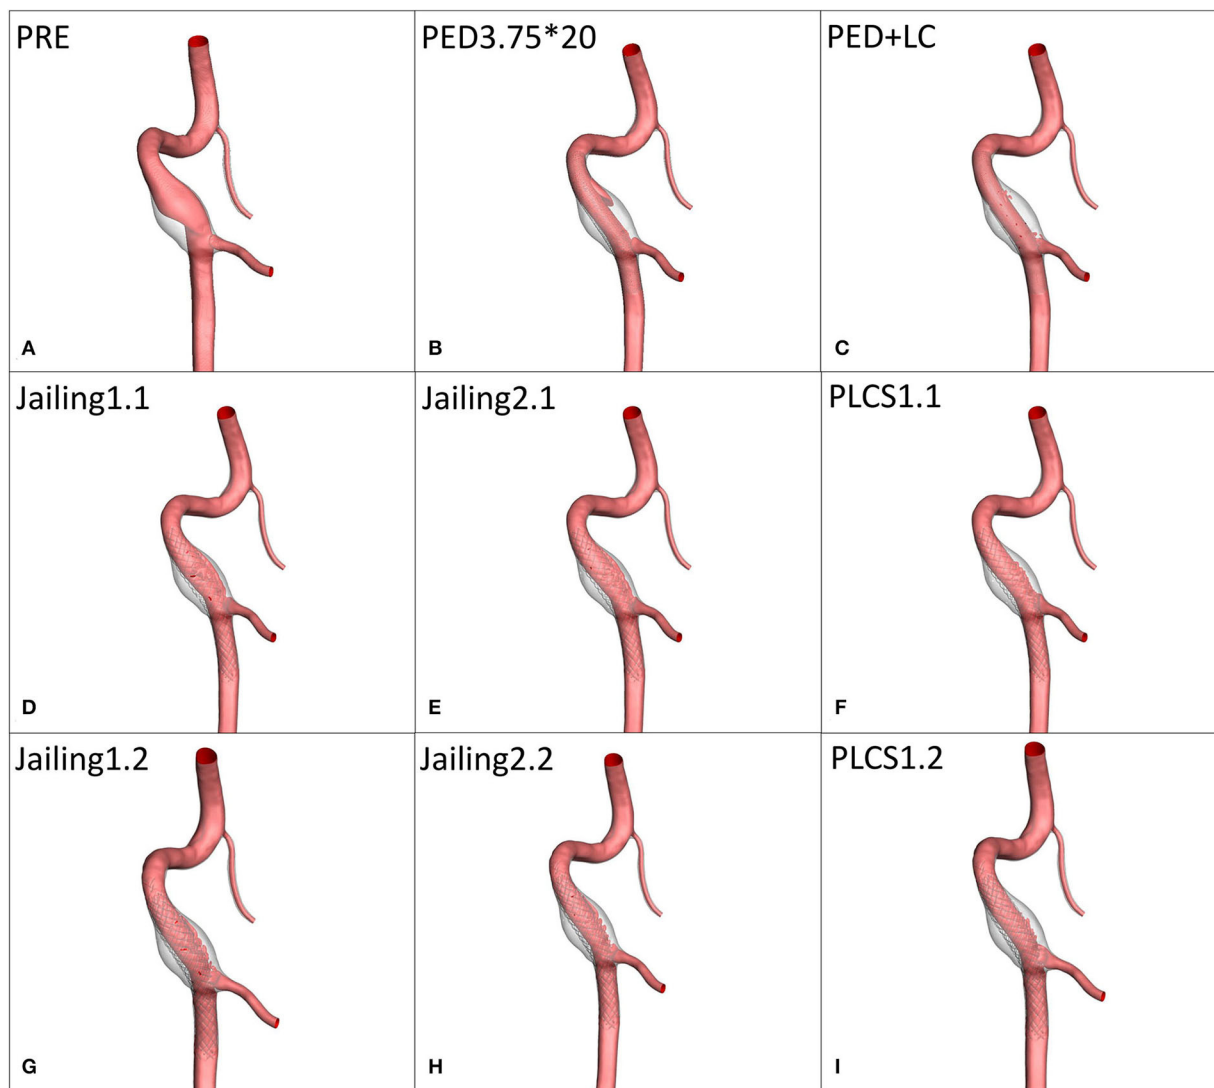 PRE
PED3.75*20
PED+LC
A
B
C
Jailing1.1
Jailing2.1
PLCS1.1
D
E
F
Jailing1.2
Jailing2.2
PLCS1.2
G
H
I